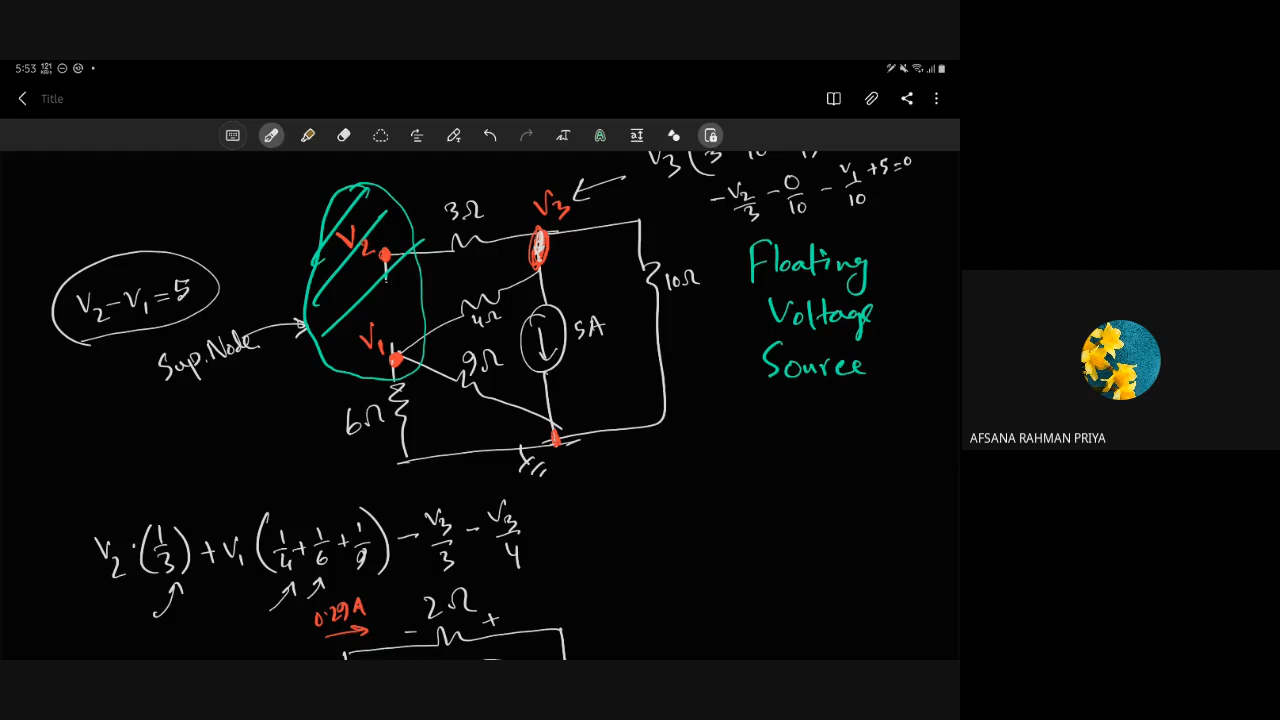 5:53
Title
V3 (
- V2/3 - 0/10 - V1/10 + 5 = 0
3Ω
V3
V2
10Ω
Floating
V2 - V1 = 5
4Ω
5A
Voltage
Sup. Node
V1
9Ω
Source
6Ω
AFSANA RAHMAN PRIYA
V2 · (1/3) + V1 (1/4 + 1/6 + 1/9) - V3/3 - V3/4
0.29A
2Ω
- +